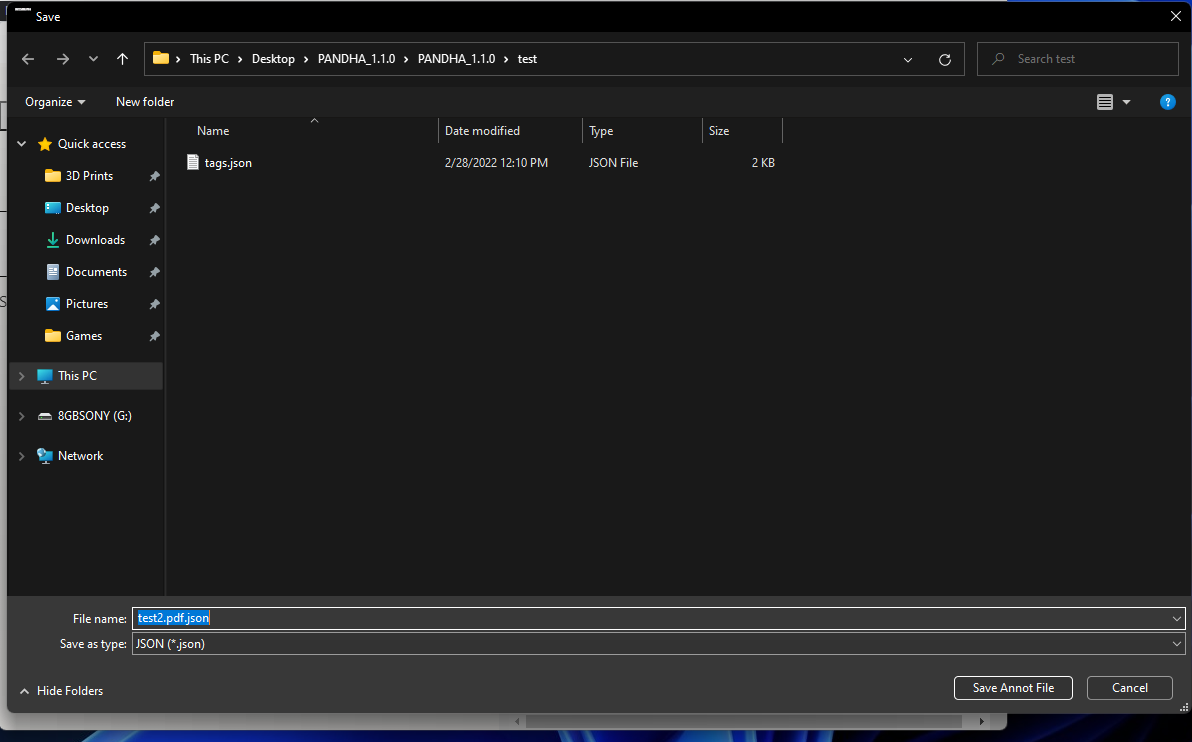 Save
This PC > Desktop > PANDHA_1.1.0 > PANDHA_1.1.0 > test
Search test
Organize New folder
?
Name Date modified Type Size
tags.json 2/28/2022 12:10 PM JSON File 2 KB
Quick access
3D Prints
Desktop
Downloads
Documents
Pictures
Games
This PC
8GBSONY (G:)
Network
File name: test2.pdf.json
Save as type: JSON (*.json)
Hide Folders Save Annot File Cancel